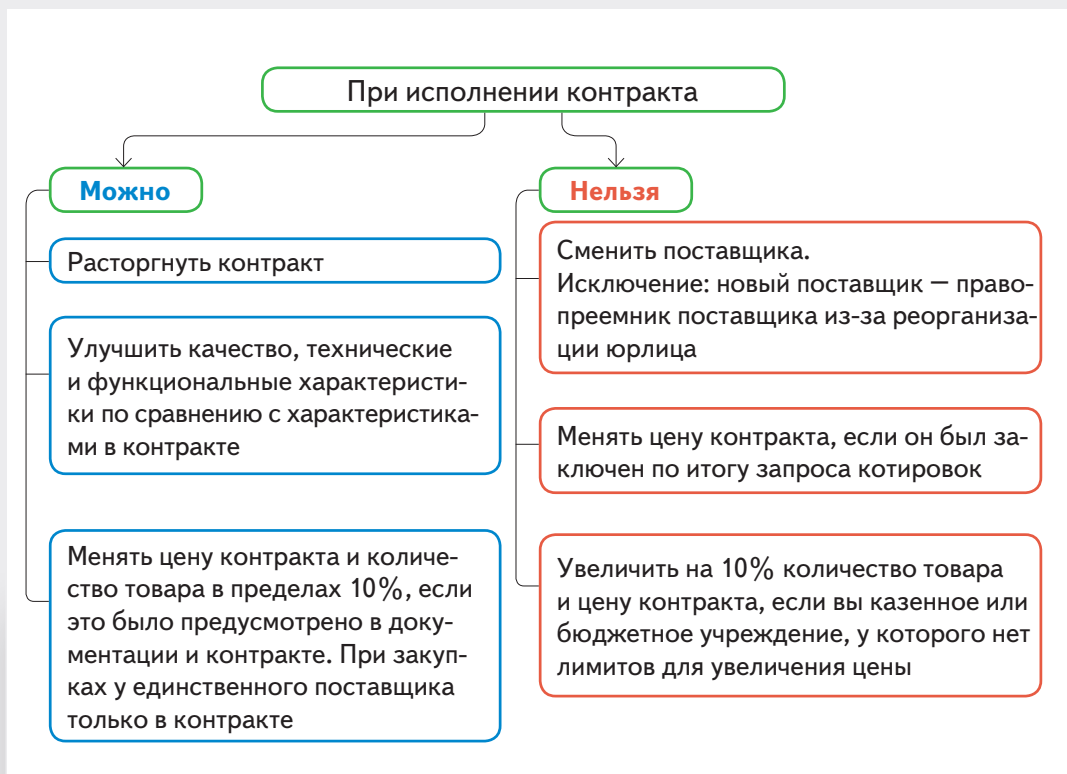 При исполнении контракта
Можно
Расторгнуть контракт
Улучшить качество, технические
и функциональные характеристи-
ки по сравнению с характеристика-
ми в контракте
Менять цену контракта и количе-
ство товара в пределах 10%, если
это было предусмотрено в доку-
ментации и контракте. При закуп-
ках у единственного поставщика
только в контракте
Нельзя
Сменить поставщика.
Исключение: новый поставщик — право-
преемник поставщика из-за реорганиза-
ции юрлица
Менять цену контракта, если он был за-
ключен по итогу запроса котировок
Увеличить на 10% количество товара
и цену контракта, если вы казенное или
бюджетное учреждение, у которого нет
лимитов для увеличения цены